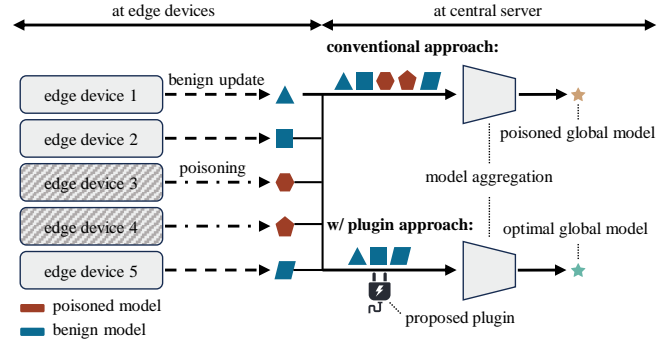 at edge devices
at central server
conventional approach:
edge device 1
benign update
poisoned global model
edge device 2
edge device 3
poisoning
model aggregation
edge device 4
w/ plugin approach:
optimal global model
edge device 5
proposed plugin
poisoned model
benign model